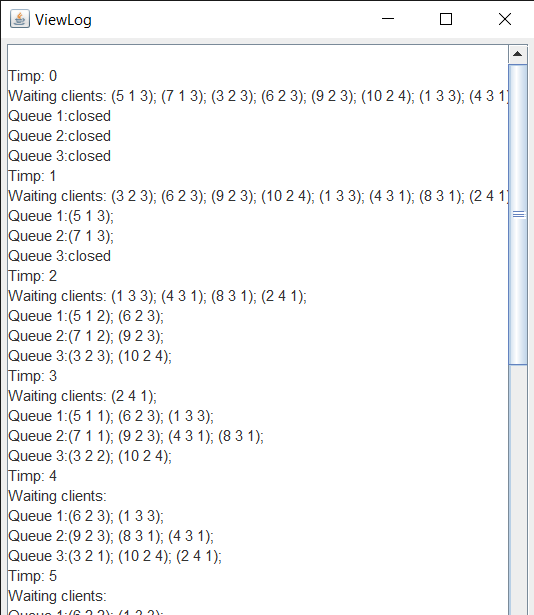 ViewLog
Timp: 0
Waiting clients: (5 1 3); (7 1 3); (3 2 3); (6 2 3); (9 2 3); (10 2 4); (1 3 3); (4 3 1)
Queue 1:closed
Queue 2:closed
Queue 3:closed
Timp: 1
Waiting clients: (3 2 3); (6 2 3); (9 2 3); (10 2 4); (1 3 3); (4 3 1); (8 3 1); (2 4 1)
Queue 1:(5 1 3);
Queue 2:(7 1 3);
Queue 3:closed
Timp: 2
Waiting clients: (1 3 3); (4 3 1); (8 3 1); (2 4 1);
Queue 1:(5 1 2); (6 2 3);
Queue 2:(7 1 2); (9 2 3);
Queue 3:(3 2 3); (10 2 4);
Timp: 3
Waiting clients: (2 4 1);
Queue 1:(5 1 1); (6 2 3); (1 3 3);
Queue 2:(7 1 1); (9 2 3); (4 3 1); (8 3 1);
Queue 3:(3 2 2); (10 2 4);
Timp: 4
Waiting clients:
Queue 1:(6 2 3); (1 3 3);
Queue 2:(9 2 3); (8 3 1); (4 3 1);
Queue 3:(3 2 1); (10 2 4); (2 4 1);
Timp: 5
Waiting clients:
Queue 1:(6 2 2); (1 3 3);